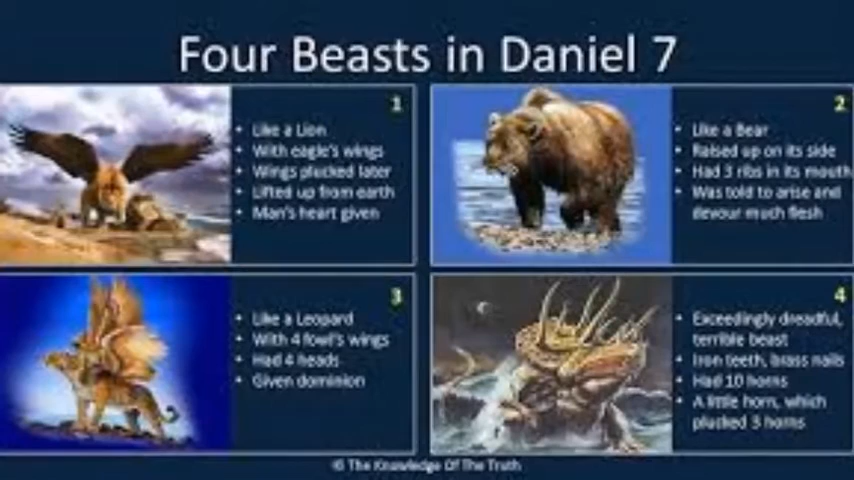 Four Beasts in Daniel 7
1
• Like a Lion
• With eagle's wings
• Wings plucked later
• Lifted up from earth
• Man's heart given
2
• Like a Bear
• Raised up on its side
• Had 3 ribs in its mouth
• Was told to arise and
devour much flesh
3
• Like a Leopard
• With 4 fowl's wings
• Had 4 heads
• Given dominion
4
• Exceedingly dreadful,
terrible beast
• Iron teeth, brass nails
• Had 10 horns
• A little horn, which
plucked 3 horns
© The Knowledge Of The Truth